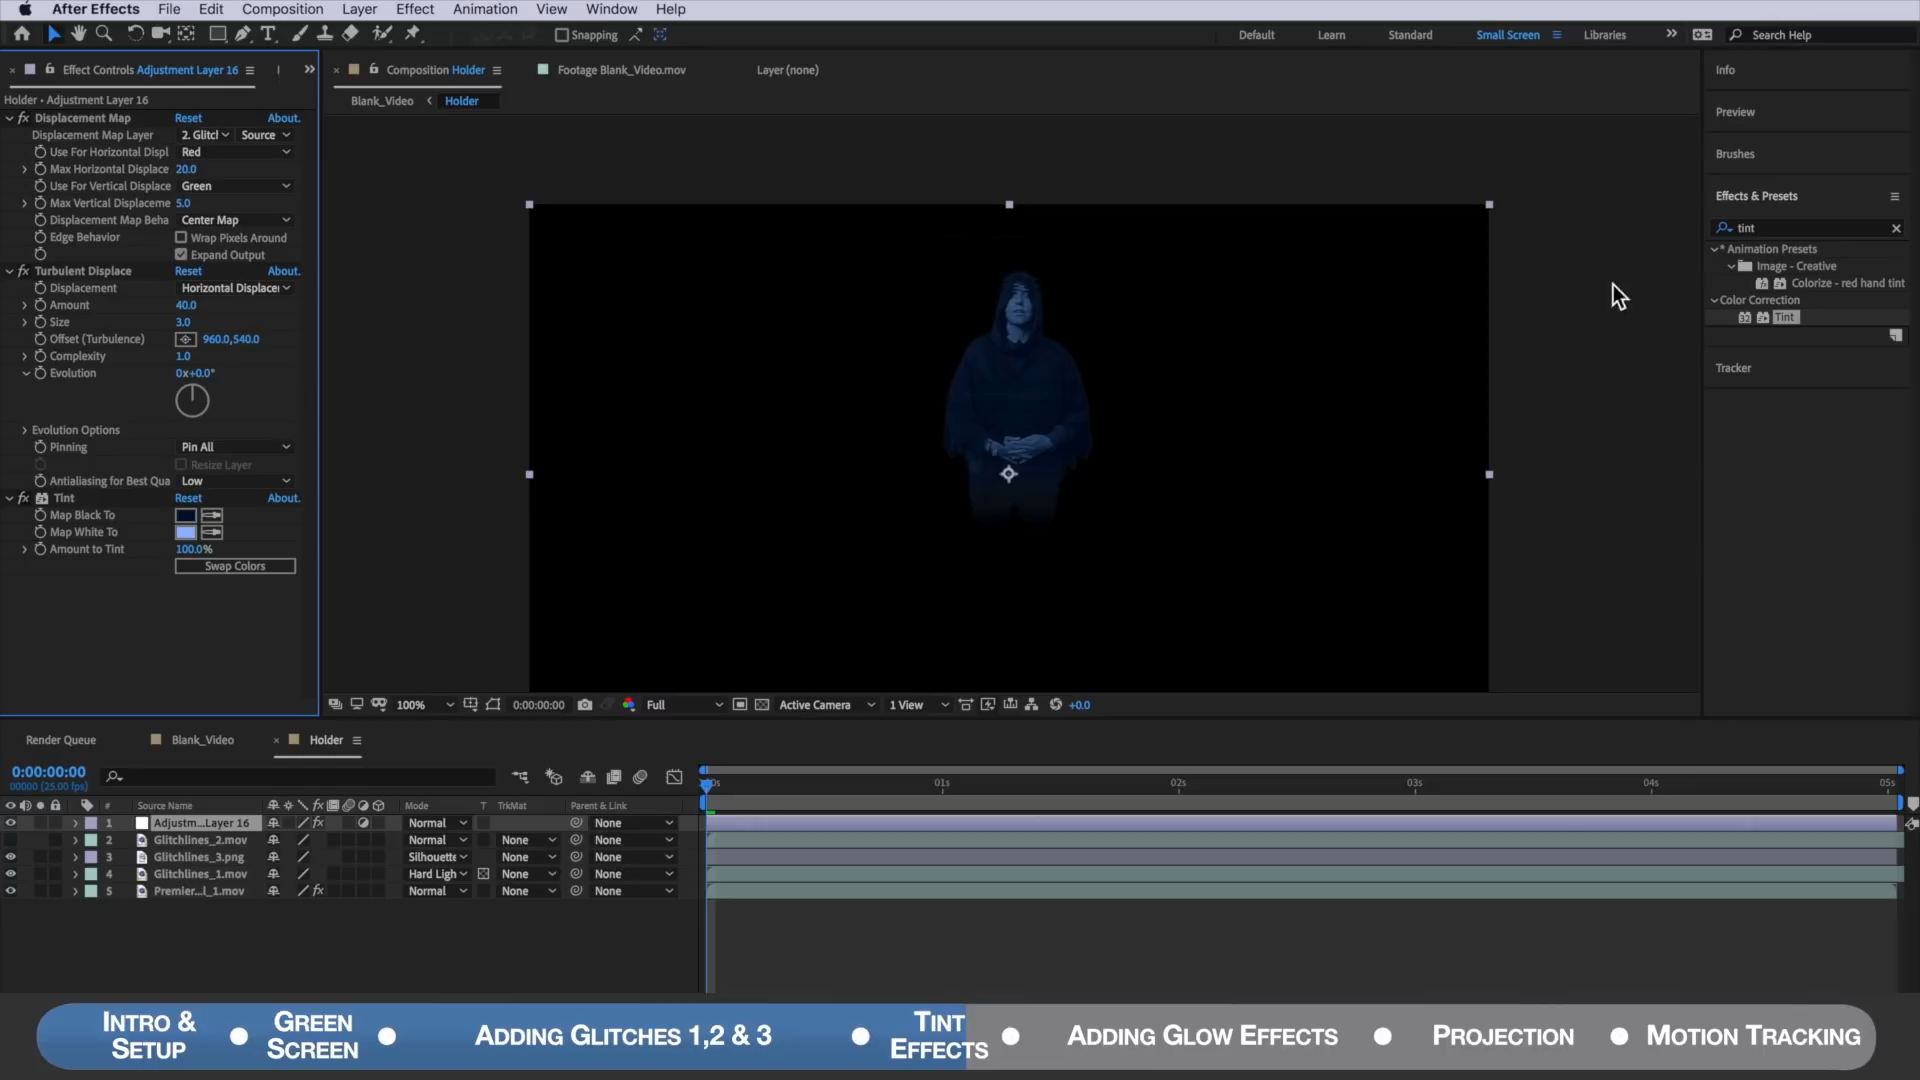 After Effects File Edit Composition Layer Effect Animation View Window Help
Snapping Default Learn Standard Small Screen Libraries Search Help
Effect Controls Adjustment Layer 16
Holder • Adjustment Layer 16
Displacement Map Reset About.
Displacement Map Layer 2. Glitcl Source
Use For Horizontal Displ Red
Max Horizontal Displace 20.0
Use For Vertical Displace Green
Max Vertical Displaceme 5.0
Displacement Map Beha Center Map
Edge Behavior Wrap Pixels Around
Expand Output
Turbulent Displace Reset About.
Displacement Horizontal Displace
Amount 40.0
Size 3.0
Offset (Turbulence) 960.0,540.0
Complexity 1.0
Evolution 0x+0.0°
Evolution Options
Pinning Pin All
Resize Layer
Antialiasing for Best Qua Low
Tint Reset About.
Map Black To
Map White To
Amount to Tint 100.0%
Swap Colors
Composition Holder Footage Blank_Video.mov Layer (none)
Blank_Video Holder
100% 0:00:00:00 Full Active Camera 1 View +0.0
Info
Preview
Brushes
Effects & Presets
tint
* Animation Presets
Image - Creative
Colorize - red hand tint
Color Correction
32 Tint
Tracker
Render Queue Blank_Video Holder
0:00:00:00
00000 (25.00 fps)
0s 01s 02s 03s 04s 05s
# Source Name Mode T TrkMat Parent & Link
1 Adjustm...Layer 16 Normal None
2 Glitchlines_2.mov Normal None None
3 Glitchlines_3.png Silhouette None None
4 Glitchlines_1.mov Hard Ligh None None
5 Premier...l_1.mov Normal None None
INTRO & SETUP
GREEN SCREEN
ADDING GLITCHES 1,2 & 3
TINT EFFECTS
ADDING GLOW EFFECTS
PROJECTION
MOTION TRACKING